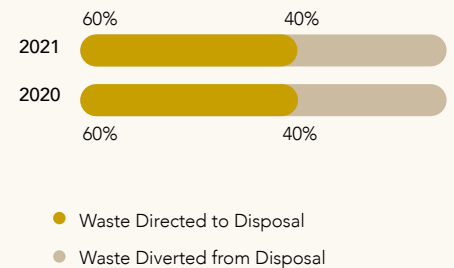 60% 40%
2021
2020
60% 40%
Waste Directed to Disposal
Waste Diverted from Disposal